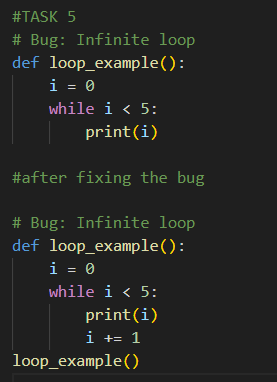 #TASK 5
# Bug: Infinite loop
def loop_example():
    i = 0
    while i < 5:
        print(i)

#after fixing the bug

# Bug: Infinite loop
def loop_example():
    i = 0
    while i < 5:
        print(i)
        i += 1
loop_example()